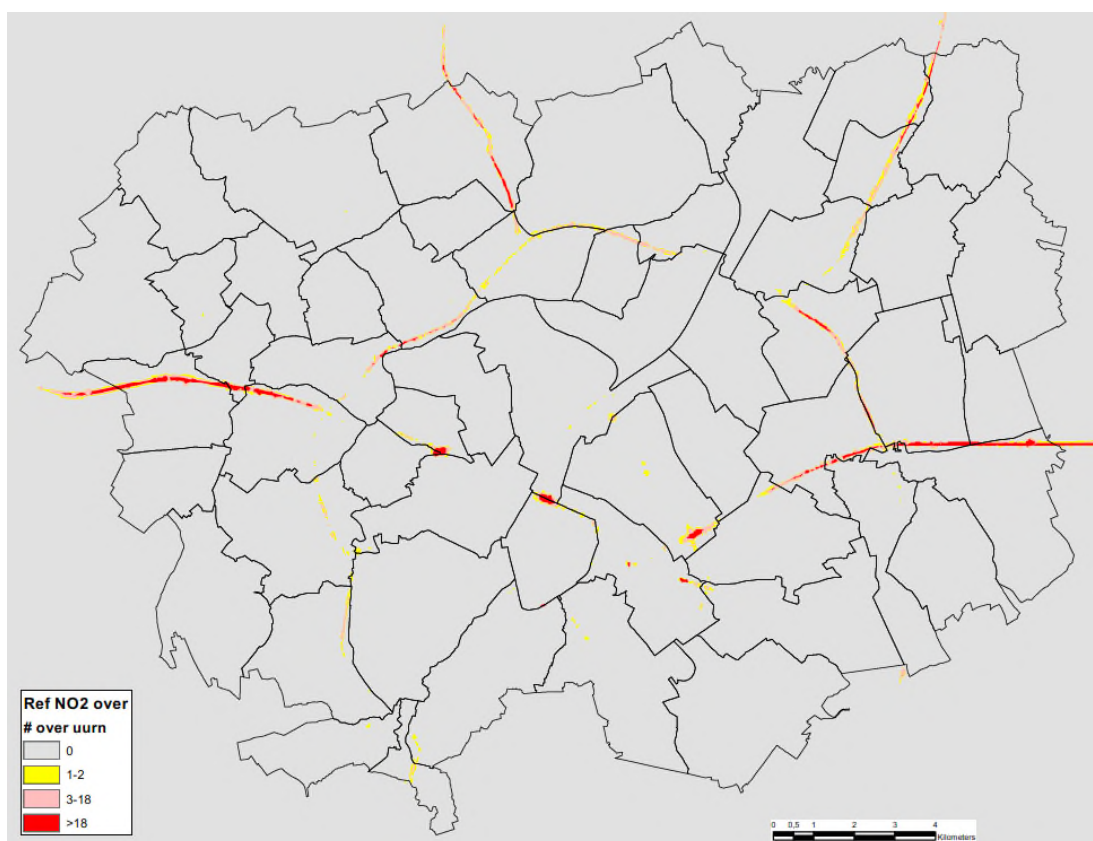 Ref NO2 over
# over uurn
0
1-2
3-18
>18
0 0,5 1 2 3 4
Kilometers